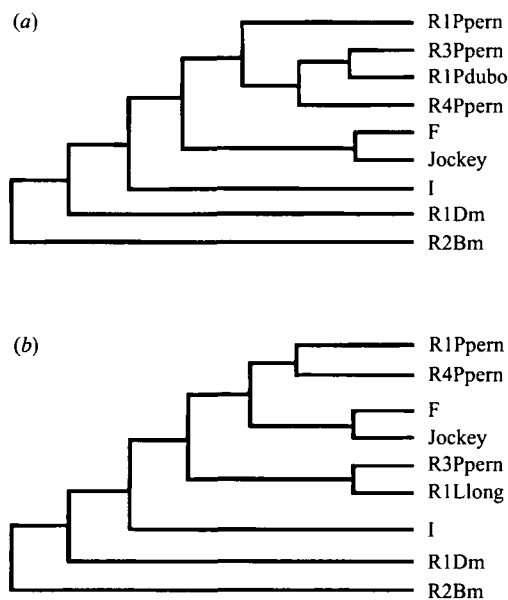 (a)
R1Ppern
R3Ppern
R1Pdubo
R4Ppern
F
Jockey
I
R1Dm
R2Bm
(b)
R1Ppern
R4Ppern
F
Jockey
R3Ppern
R1Llong
I
R1Dm
R2Bm